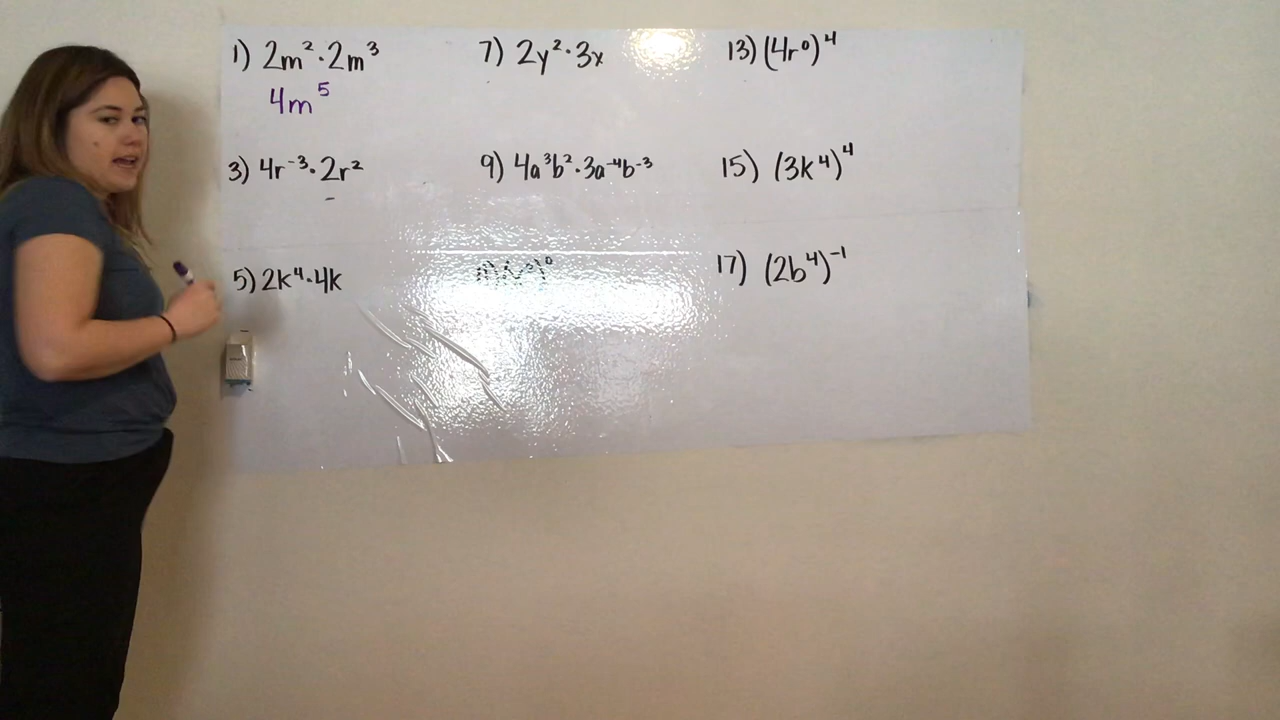 1) 2m² · 2m³
4m⁵
3) 4r⁻³ · 2r²
5) 2k⁴ · 4k
7) 2y² · 3x
9) 4a³b² · 3a⁻⁴b⁻³
13) (4r⁰)⁴
15) (3k⁴)⁴
17) (2b⁴)⁻¹